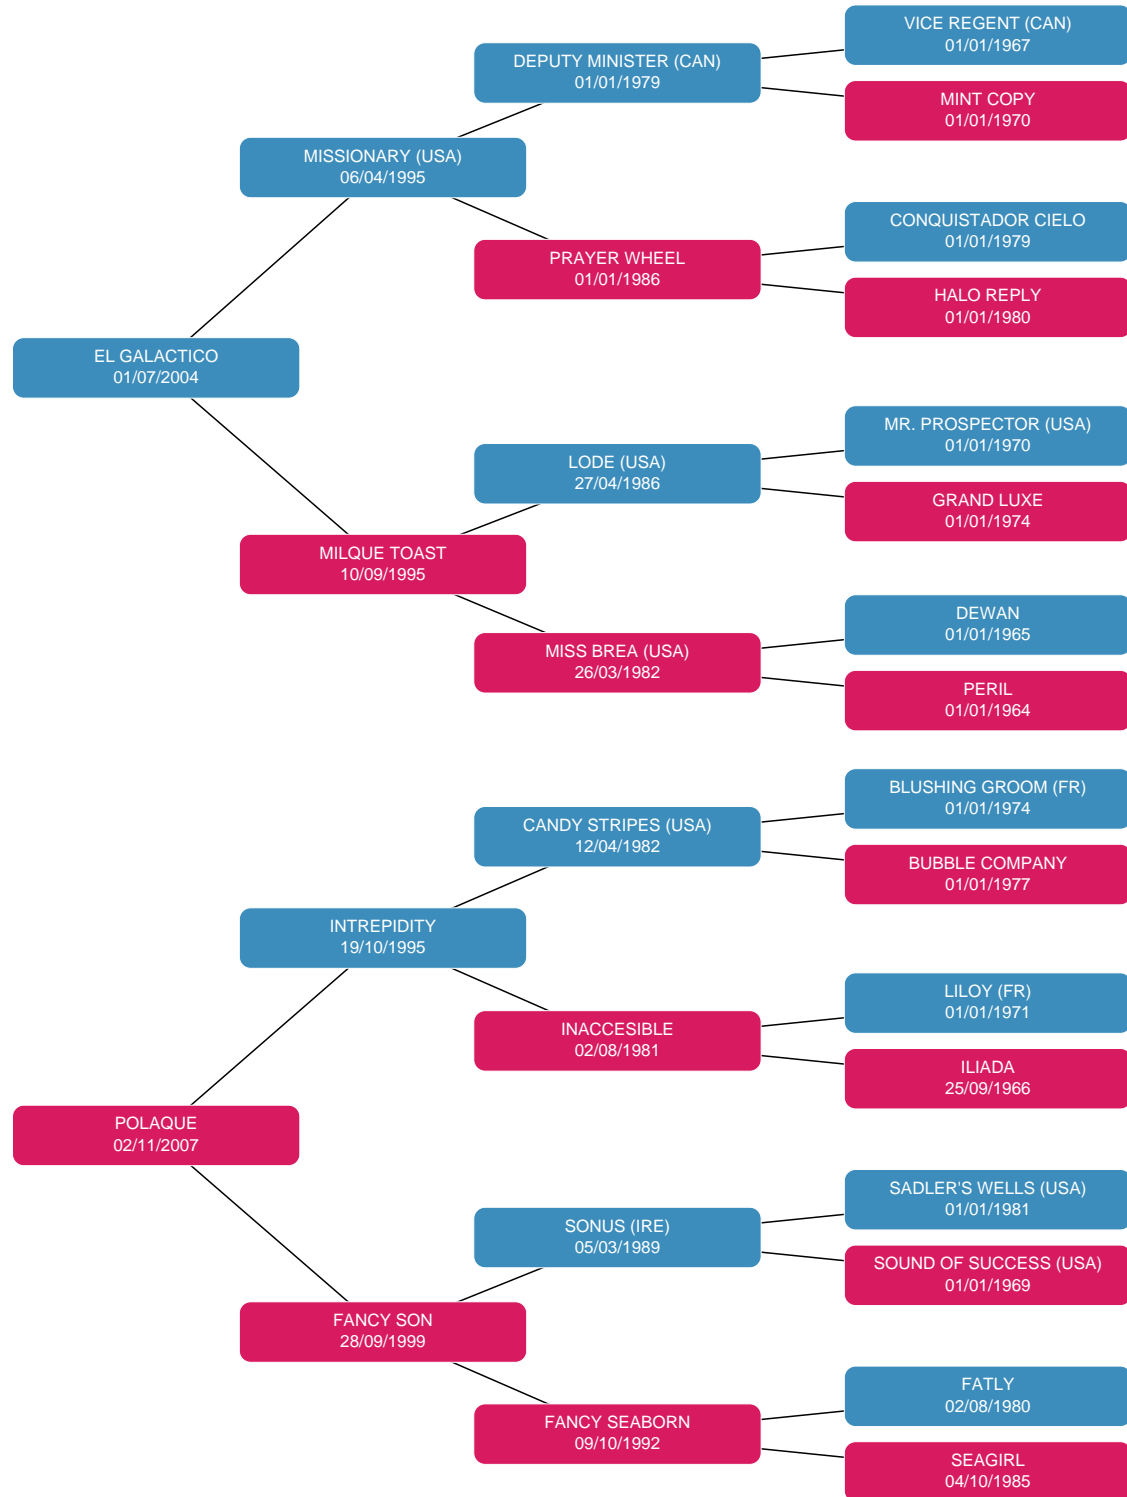 VICE REGENT (CAN)
01/01/1967
DEPUTY MINISTER (CAN)
01/01/1979
MINT COPY
01/01/1970
MISSIONARY (USA)
06/04/1995
CONQUISTADOR CIELO
01/01/1979
PRAYER WHEEL
01/01/1986
HALO REPLY
01/01/1980
EL GALACTICO
01/07/2004
MR. PROSPECTOR (USA)
01/01/1970
LODE (USA)
27/04/1986
GRAND LUXE
01/01/1974
MILQUE TOAST
10/09/1995
DEWAN
01/01/1965
MISS BREA (USA)
26/03/1982
PERIL
01/01/1964
BLUSHING GROOM (FR)
01/01/1974
CANDY STRIPES (USA)
12/04/1982
BUBBLE COMPANY
01/01/1977
INTREPIDITY
19/10/1995
LILOY (FR)
01/01/1971
INACCESIBLE
02/08/1981
ILIADA
25/09/1966
POLAQUE
02/11/2007
SADLER'S WELLS (USA)
01/01/1981
SONUS (IRE)
05/03/1989
SOUND OF SUCCESS (USA)
01/01/1969
FANCY SON
28/09/1999
FATLY
02/08/1980
FANCY SEABORN
09/10/1992
SEAGIRL
04/10/1985